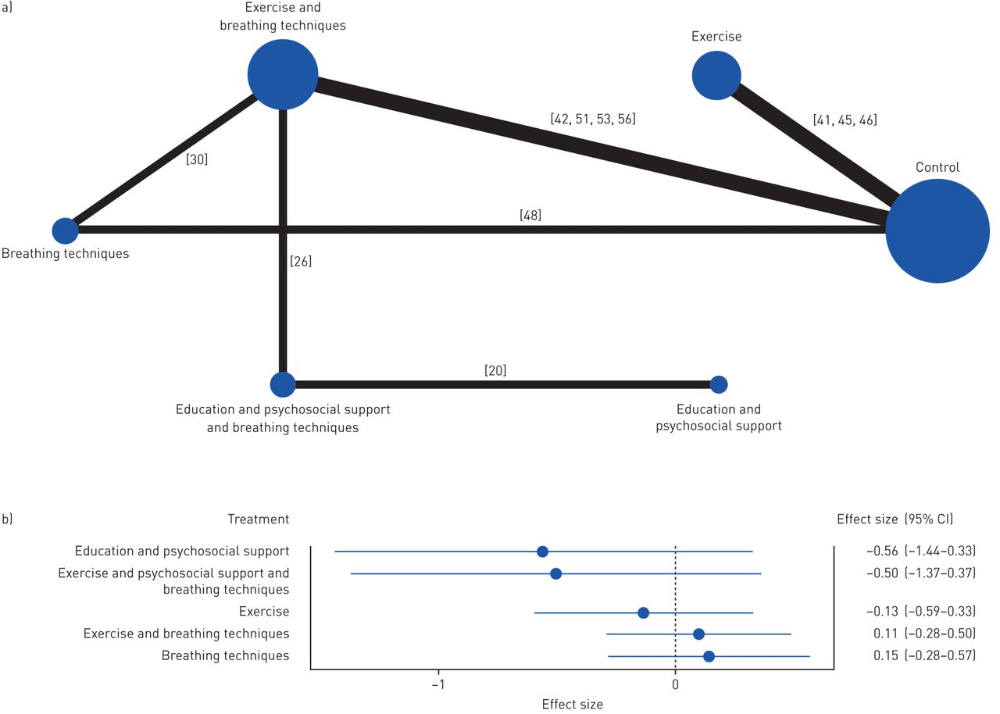 a)
Exercise and
breathing techniques
Exercise
[42, 51, 53, 56]
[41, 45, 46]
[30]
Control
[48]
Breathing techniques
[26]
[20]
Education and psychosocial support
and breathing techniques
Education and
psychosocial support
b)
Treatment
Effect size (95% CI)
Education and psychosocial support
–0.56 (–1.44–0.33)
Exercise and psychosocial support and
breathing techniques
–0.50 (–1.37–0.37)
Exercise
–0.13 (–0.59–0.33)
Exercise and breathing techniques
0.11 (–0.28–0.50)
Breathing techniques
0.15 (–0.28–0.57)
–1
0
Effect size